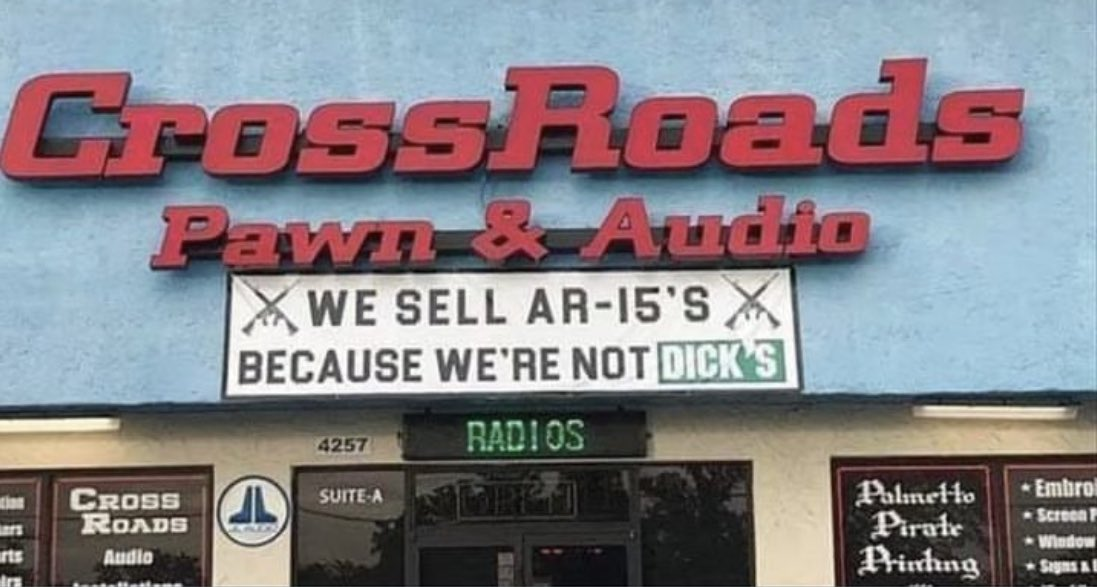 CrossRoads
Pawn & Audio
WE SELL AR-15'S
BECAUSE WE'RE NOT DICK'S
RADIOS
4257
SUITE-A
CROSS
ROADS
Audio
Palmetto
Pirate
Printing
★ Screen
★ Window
★ Signs &